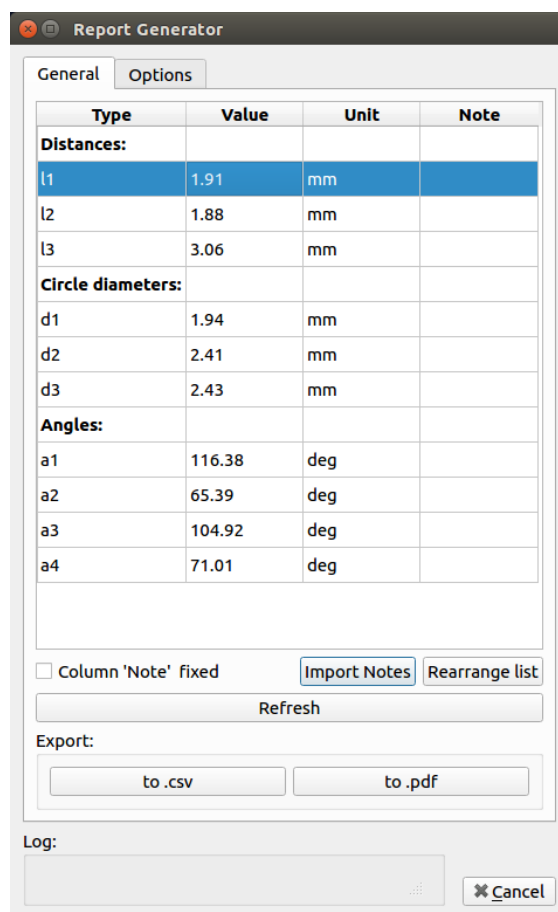 Report Generator
General Options
Type Value Unit Note
Distances:
l1 1.91 mm
l2 1.88 mm
l3 3.06 mm
Circle diameters:
d1 1.94 mm
d2 2.41 mm
d3 2.43 mm
Angles:
a1 116.38 deg
a2 65.39 deg
a3 104.92 deg
a4 71.01 deg
Column 'Note' fixed Import Notes Rearrange list
Refresh
Export:
to .csv to .pdf
Log:
Cancel